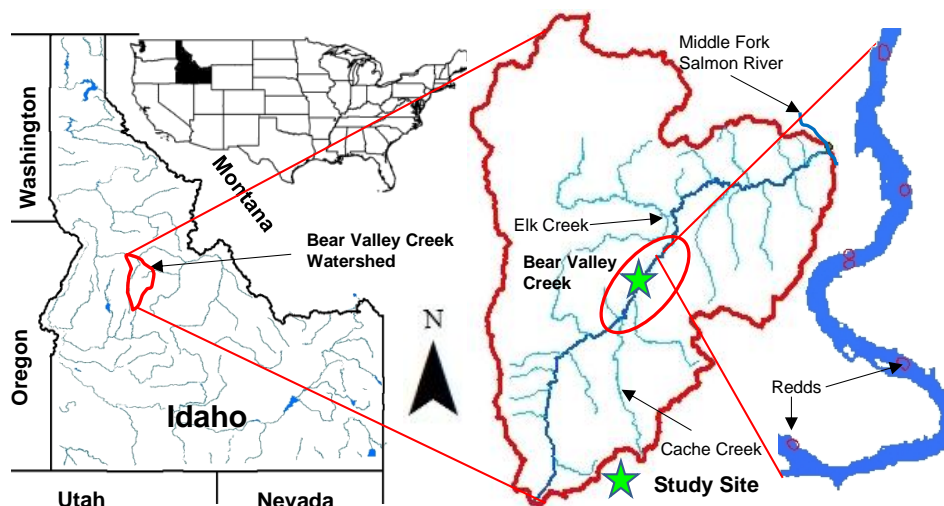 Washington
Montana
Oregon
Bear Valley Creek
Watershed
Idaho
Utah
Nevada
N
Middle Fork
Salmon River
Elk Creek
Bear Valley
Creek
Cache Creek
Study Site
Redds